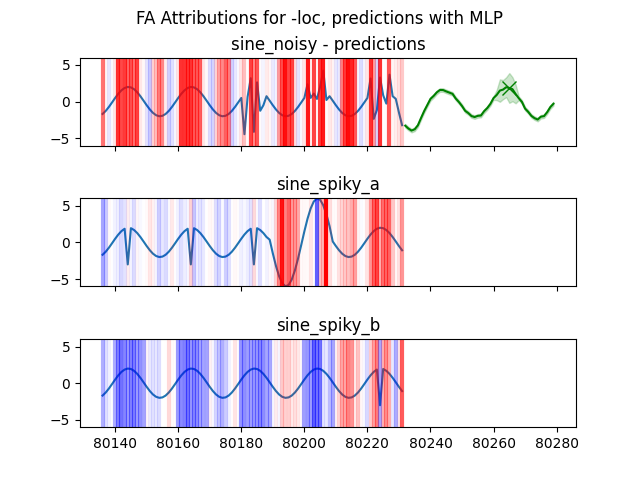 FA Attributions for -loc, predictions with MLP
sine_noisy - predictions
5
0
−5
sine_spiky_a
5
0
−5
sine_spiky_b
5
0
−5
80140 80160 80180 80200 80220 80240 80260 80280